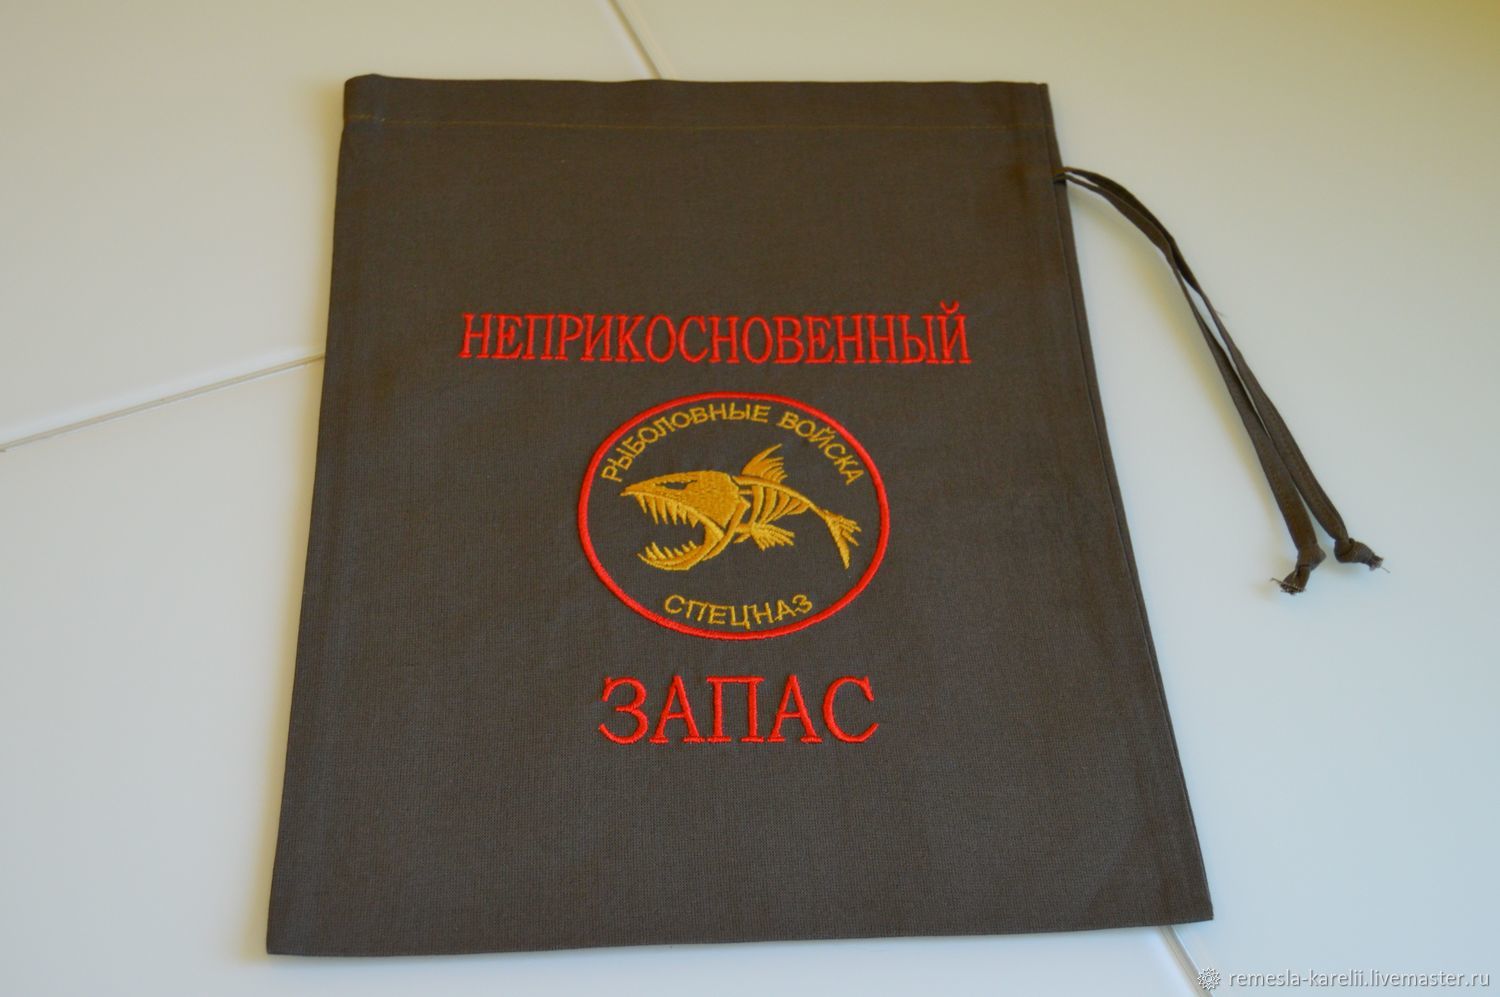 НЕПРИКОСНОВЕННЫЙ
РЫБОЛОВНЫЕ ВОЙСКА
СПЕЦНАЗ
ЗАПАС
remesla-karelii.livemaster.ru